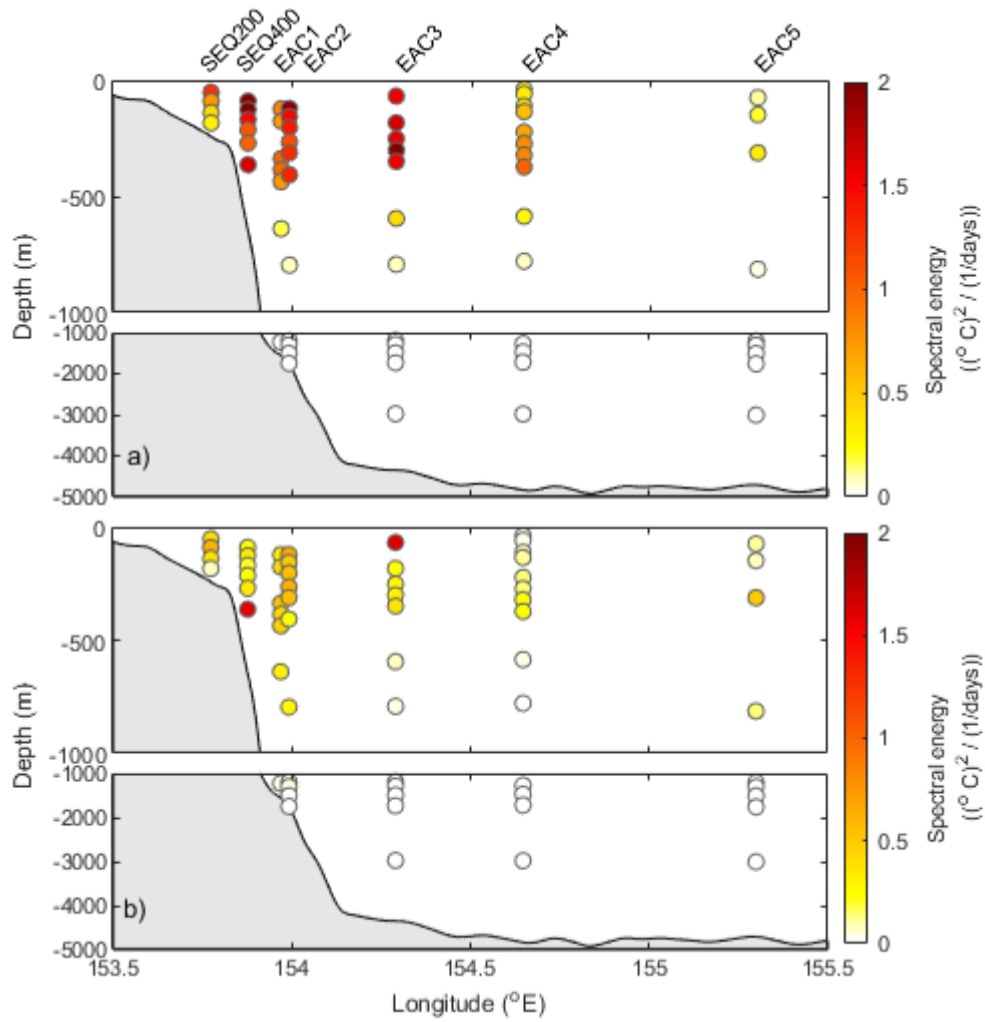 SEQ200 SEQ400 EAC1 EAC2 EAC3 EAC4 EAC5
0
-500
-1000
Depth (m)
-1000
-2000
-3000
-4000
-5000
a)
2
1.5
1
0.5
0
Spectral energy
((° C)² / (1/days))
0
-500
-1000
Depth (m)
-1000
-2000
-3000
-4000
-5000
b)
2
1.5
1
0.5
0
Spectral energy
((° C)² / (1/days))
153.5 154 154.5 155 155.5
Longitude (°E)